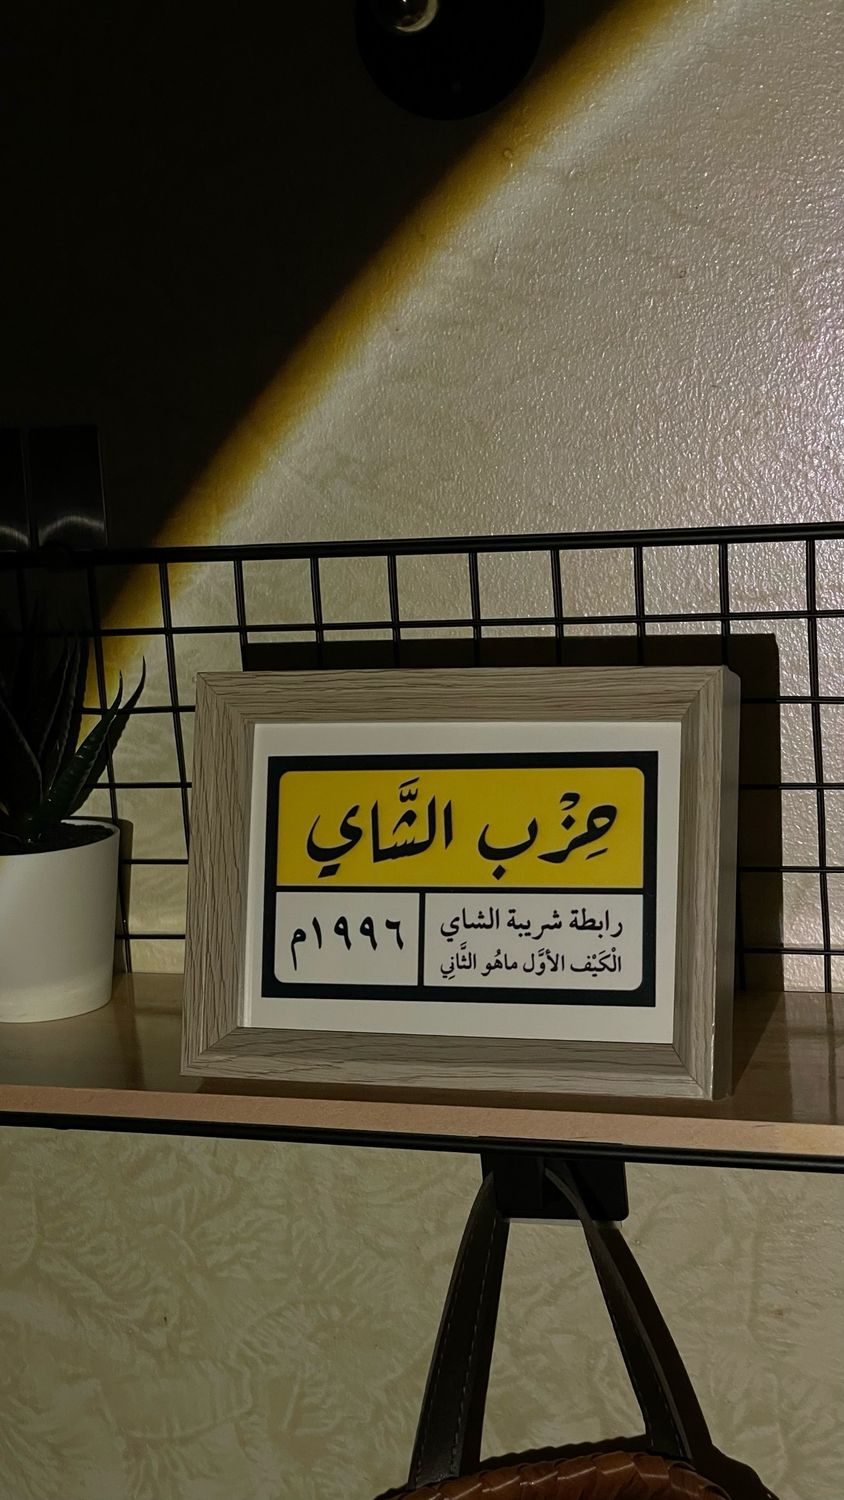 حِزْب الشَّاي
رابطة شريبة الشاي
الْكَيْف الأوَّل ماهُو الثَّانِي
١٩٩٦م